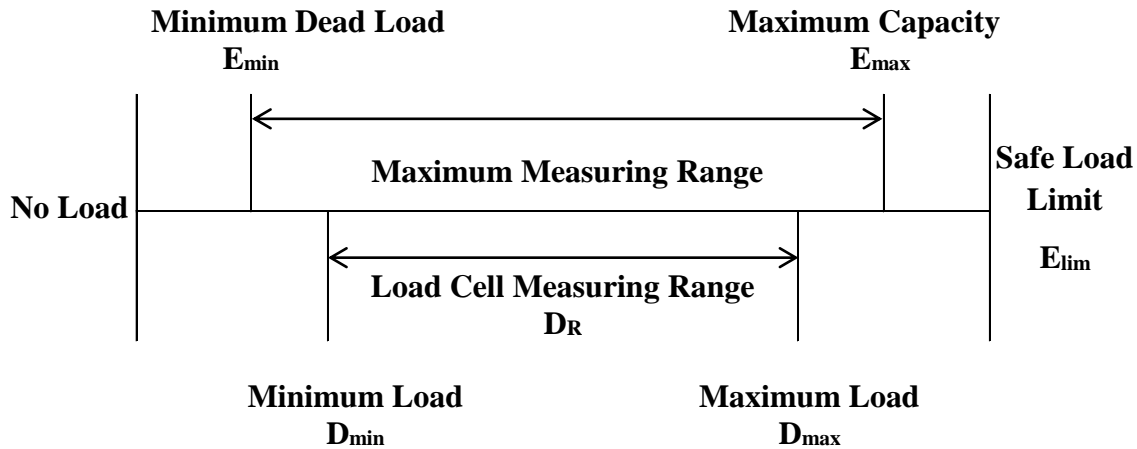 Minimum Dead Load
Emin
Maximum Capacity
Emax
Maximum Measuring Range
Safe Load
Limit
Elim
No Load
Load Cell Measuring Range
DR
Minimum Load
Dmin
Maximum Load
Dmax